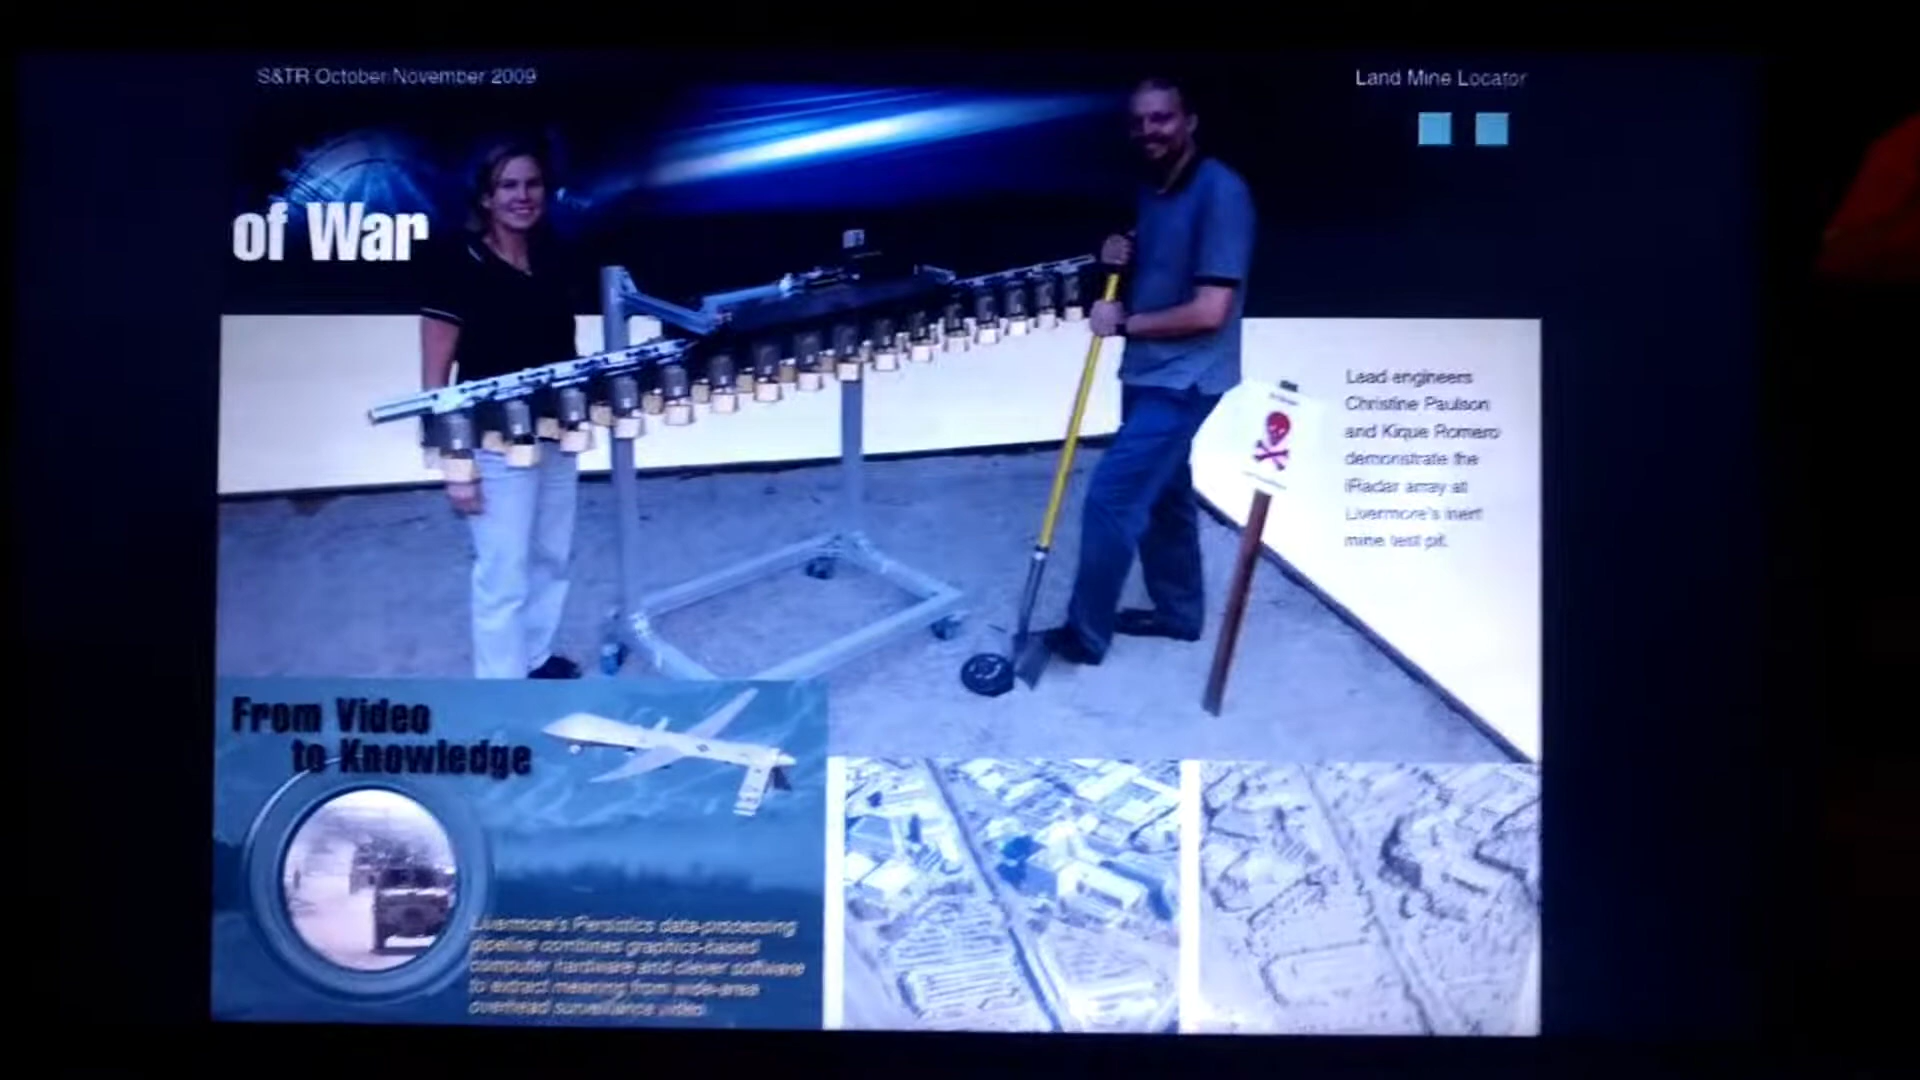 S&TR October/November 2009
Land Mine Locator
of War
Lead engineers
Christine Paulson
and Kique Romero
demonstrate the
iRadar array at
Livermore's inert
mine test pit.
From Video
to Knowledge
Livermore's Persistics data-processing
pipeline combines graphics-based
computer hardware and clever software
to extract meaning from wide-area
overhead surveillance video.